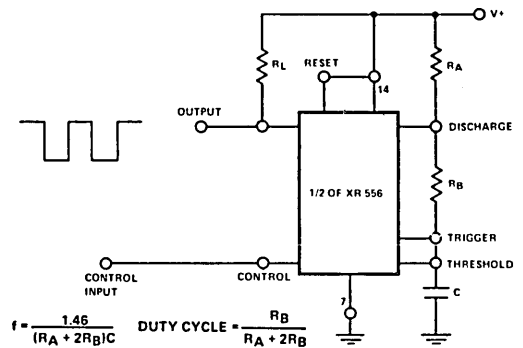 V+
RL
RESET
RA
14
OUTPUT
DISCHARGE
RB
1/2 OF XR 556
TRIGGER
THRESHOLD
CONTROL INPUT
CONTROL
C
7
f = 1.46 / (RA + 2RB)C
DUTY CYCLE = RB / RA + 2RB